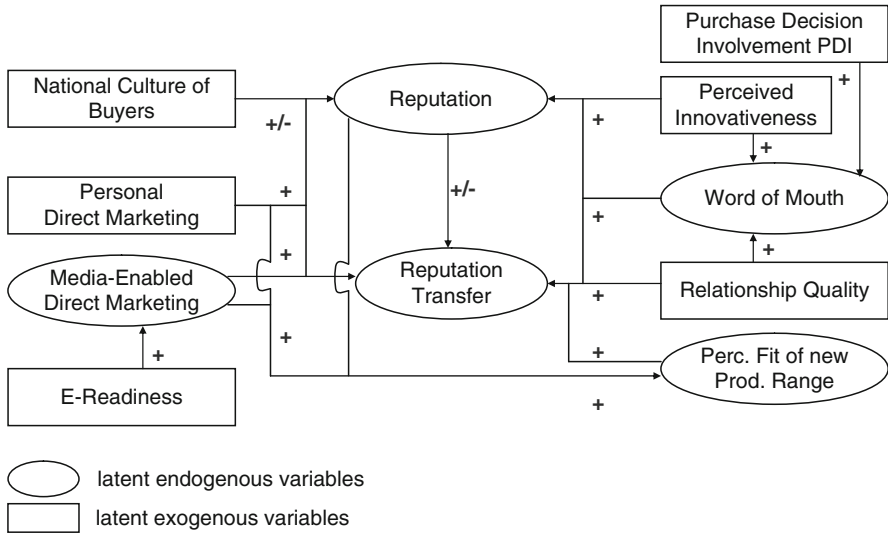 Purchase Decision
Involvement PDI
National Culture of
Buyers
+/-
Reputation
+
Perceived
Innovativeness
+
+
Personal
Direct Marketing
+
+/-
Word of Mouth
+
+
Media-Enabled
Direct Marketing
+
Reputation
Transfer
+
+
Relationship Quality
+
E-Readiness
+
+
Perc. Fit of new
Prod. Range
+
latent endogenous variables
latent exogenous variables